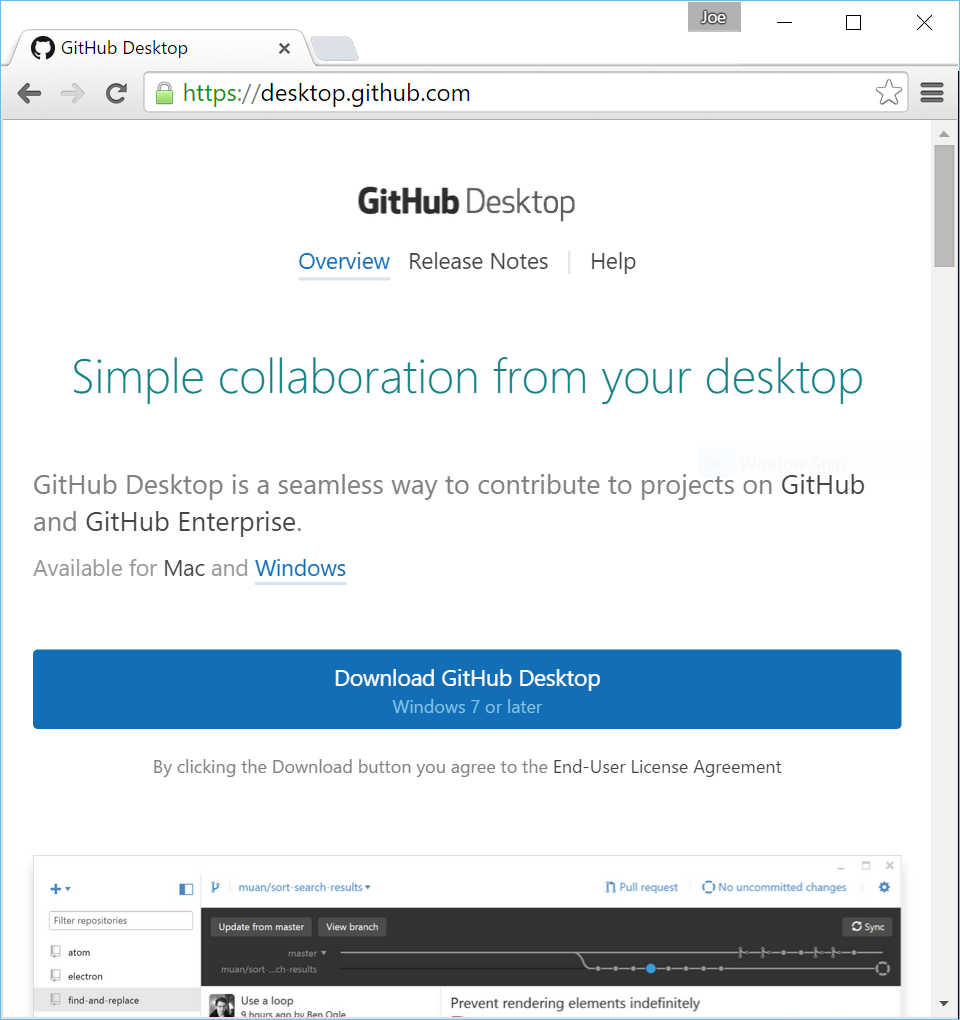 Joe
GitHub Desktop
https://desktop.github.com
GitHub Desktop
Overview Release Notes | Help
Simple collaboration from your desktop
Window Snip
GitHub Desktop is a seamless way to contribute to projects on GitHub
and GitHub Enterprise.
Available for Mac and Windows
Download GitHub Desktop
Windows 7 or later
By clicking the Download button you agree to the End-User License Agreement
muan/sort-search-results Pull request No uncommitted changes
Filter repositories
Update from master View branch Sync
atom
master
electron
muan/sort-...ch-results
find-and-replace
Use a loop
9 hours ago by Ben Ogle
Prevent rendering elements indefinitely